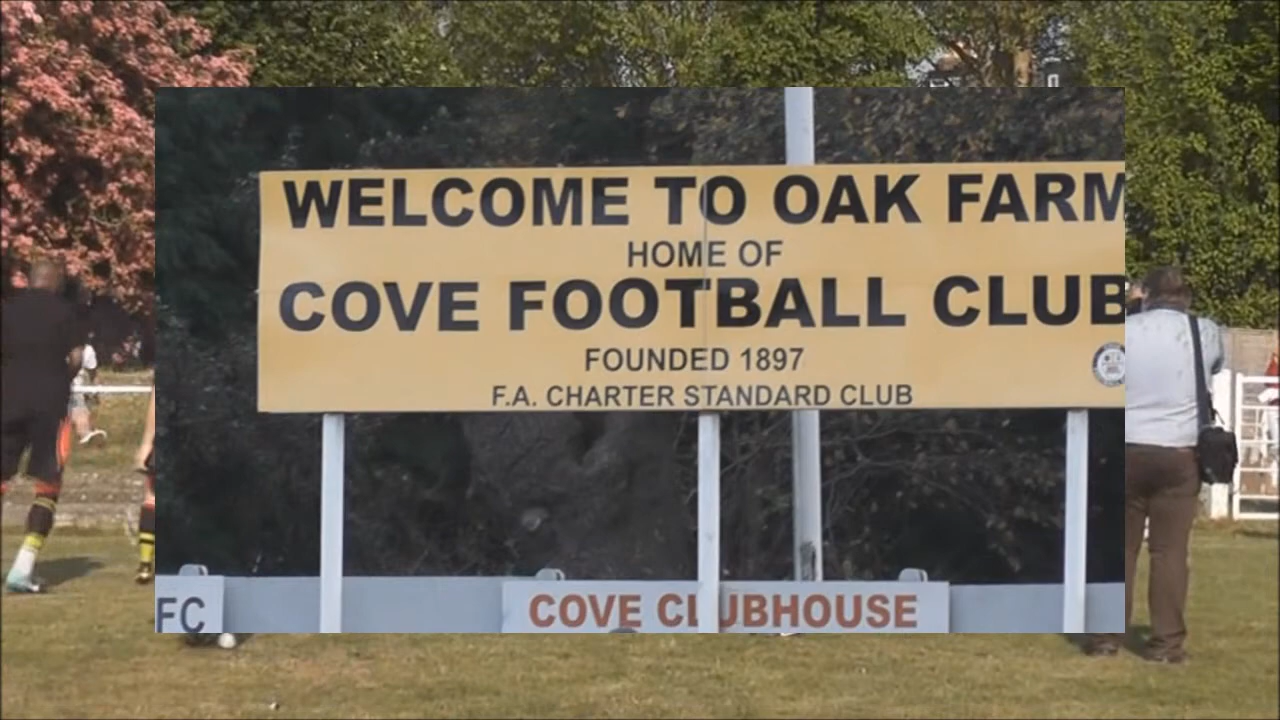 WELCOME TO OAK FARM
HOME OF
COVE FOOTBALL CLUB
FOUNDED 1897
F.A. CHARTER STANDARD CLUB
FC
COVE CLUBHOUSE